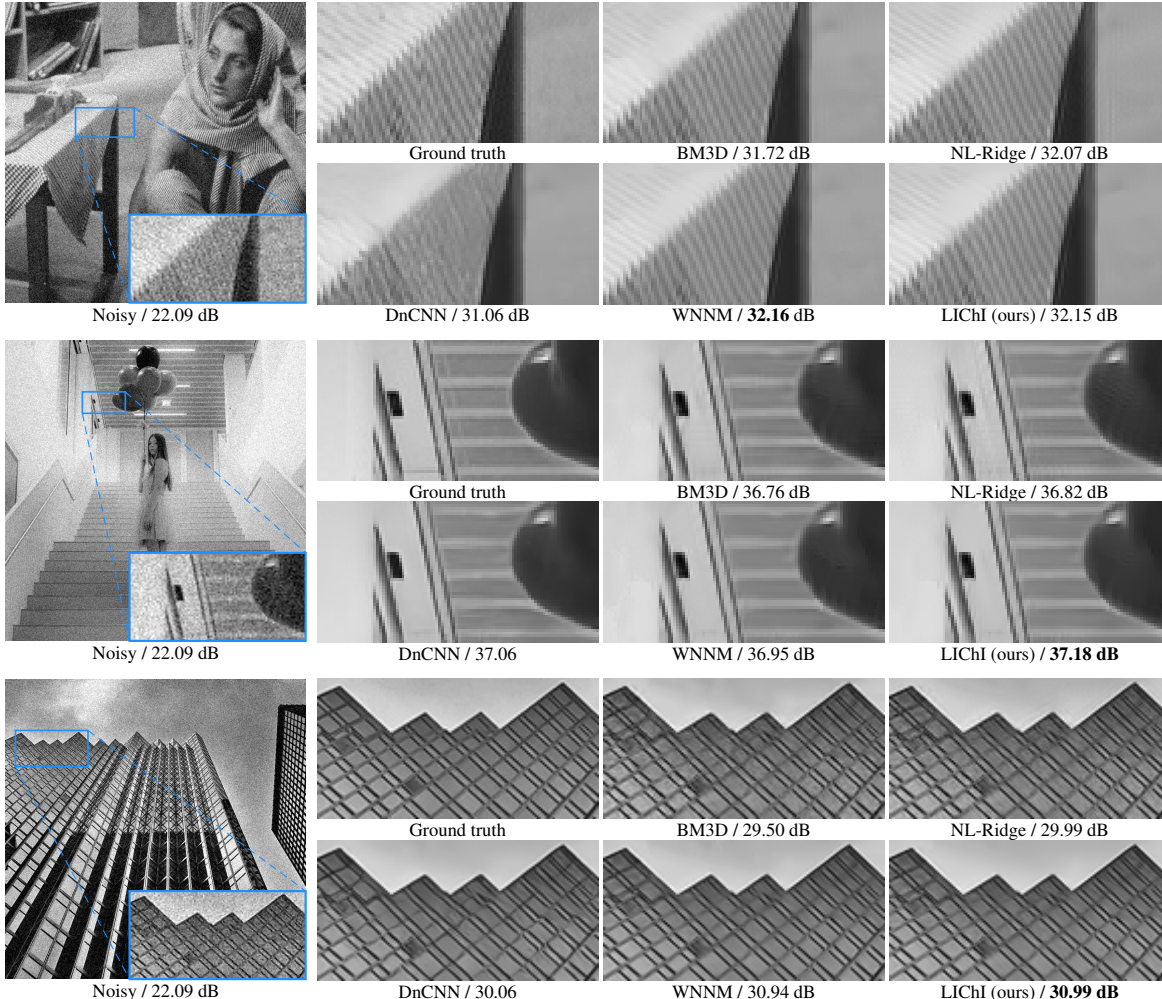 Ground truth
BM3D / 31.72 dB
NL-Ridge / 32.07 dB
Noisy / 22.09 dB
DnCNN / 31.06 dB
WNNM / 32.16 dB
LIChI (ours) / 32.15 dB
Ground truth
BM3D / 36.76 dB
NL-Ridge / 36.82 dB
Noisy / 22.09 dB
DnCNN / 37.06
WNNM / 36.95 dB
LIChI (ours) / 37.18 dB
Ground truth
BM3D / 29.50 dB
NL-Ridge / 29.99 dB
Noisy / 22.09 dB
DnCNN / 30.06
WNNM / 30.94 dB
LIChI (ours) / 30.99 dB